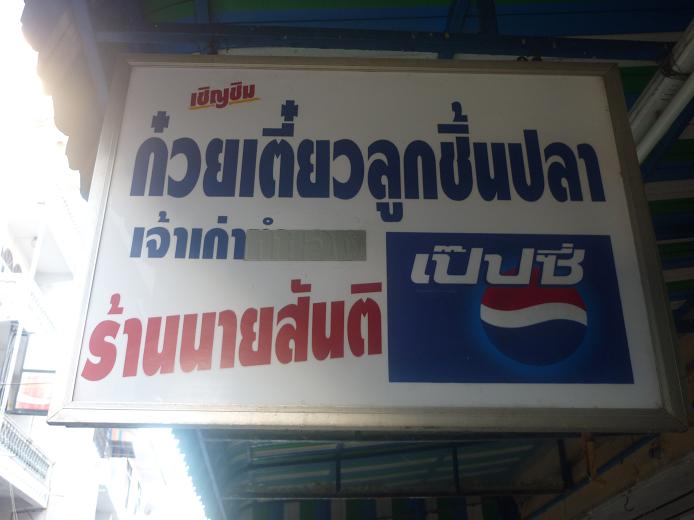 เชิญชิม
ก๋วยเตี๋ยวลูกชิ้นปลา
เจ้าเก่า
ร้านนายสันติ
เป๊ปซี่